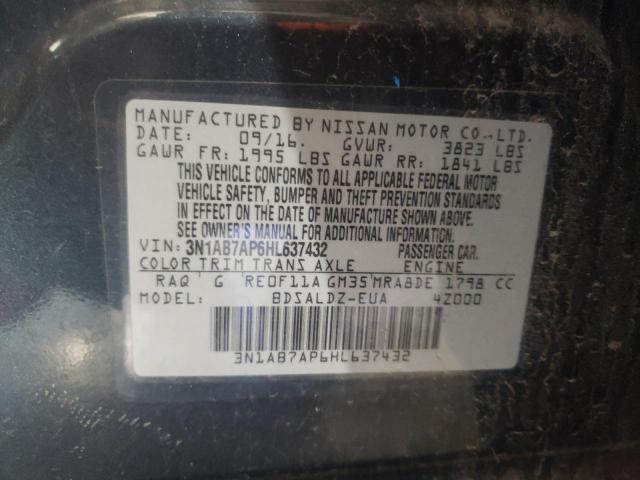 MANUFACTURED BY NISSAN MOTOR CO., LTD.
DATE: 09/16. GVWR: 3823 LBS
GAWR FR: 1995 LBS GAWR RR: 1841 LBS
THIS VEHICLE CONFORMS TO ALL APPLICABLE FEDERAL MOTOR
VEHICLE SAFETY, BUMPER AND THEFT PREVENTION STANDARDS
IN EFFECT ON THE DATE OF MANUFACTURE SHOWN ABOVE.
SEE OWNER'S MANUAL FOR ADDITIONAL INFORMATION.
VIN: 3N1AB7AP6HL637432 PASSENGER CAR.
COLOR TRIM TRANS AXLE ENGINE
RAQ G RE0F11A GM35 MRA8DE 1798 CC
MODEL: BDSALDZ-EUA 4Z000
3N1AB7AP6HL637432